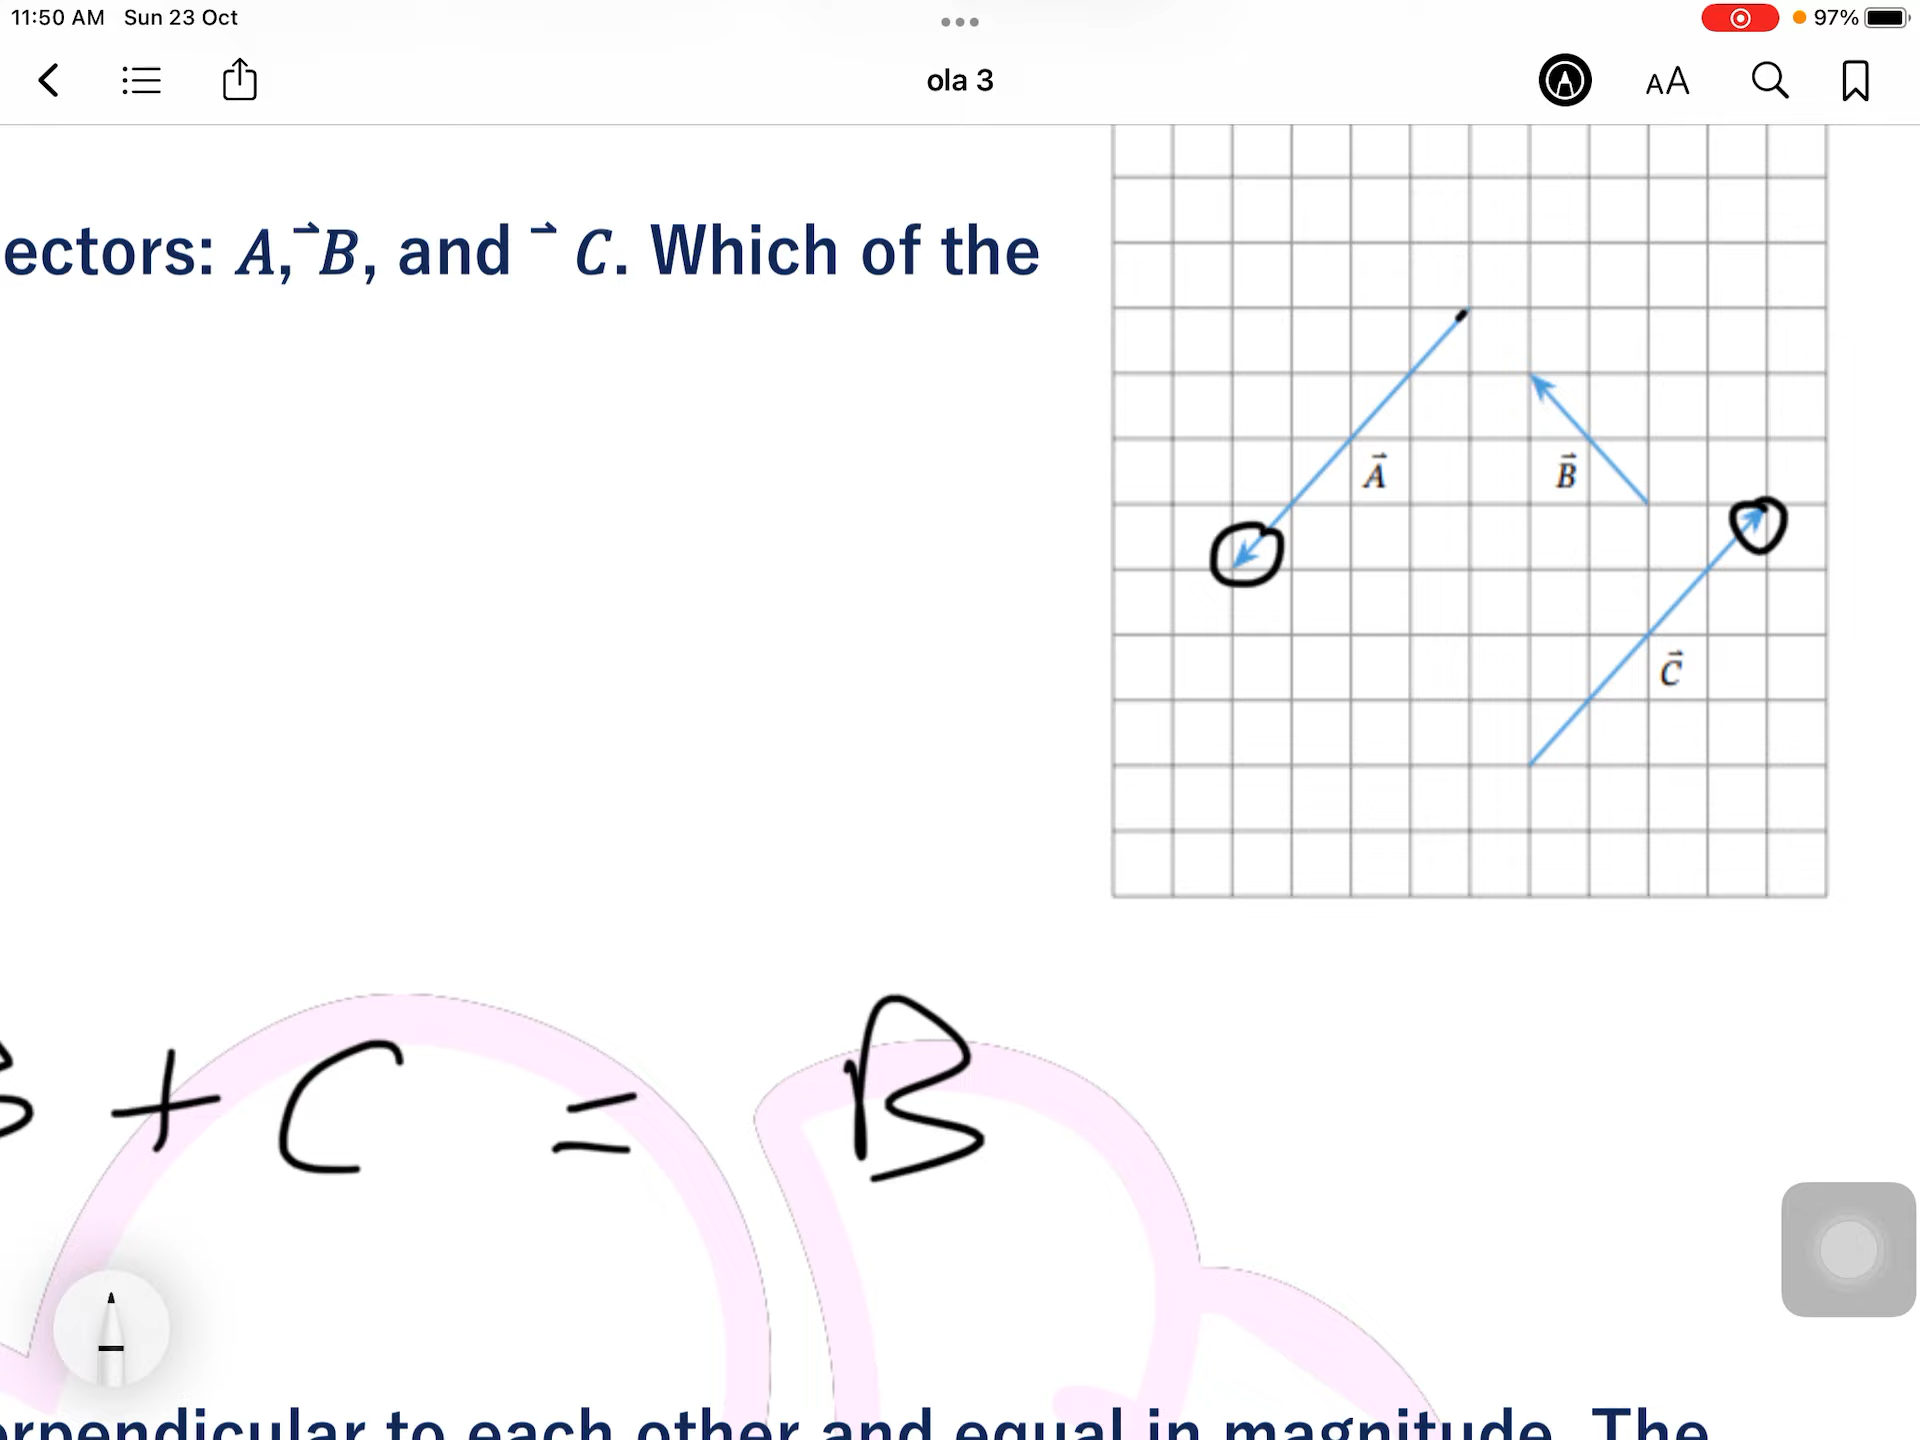 11:50 AM Sun 23 Oct
97%
ola 3
AA
ectors: A,⃑B, and ⃑ C. Which of the
A⃗
B⃗
C⃗
+ C = B
erpendicular to each other and equal in magnitude. The